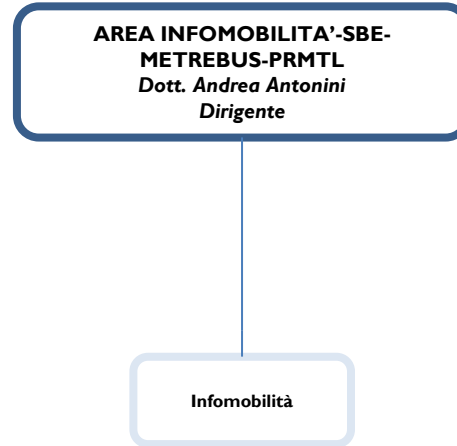 AREA INFOMOBILITA’-SBE-
METREBUS-PRMTL
Dott. Andrea Antonini
Dirigente
Infomobilità